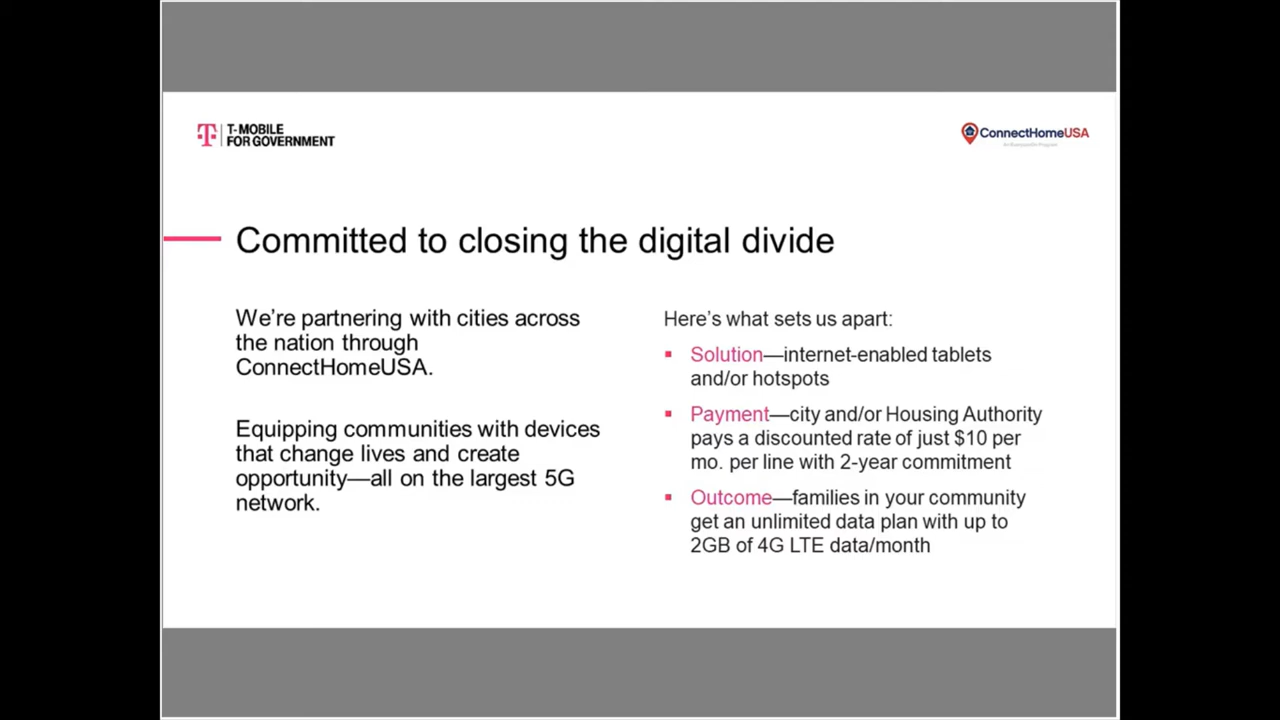 T-MOBILE
FOR GOVERNMENT
ConnectHomeUSA
Committed to closing the digital divide
We’re partnering with cities across
the nation through
ConnectHomeUSA.
Equipping communities with devices
that change lives and create
opportunity—all on the largest 5G
network.
Here’s what sets us apart:
▪ Solution—internet-enabled tablets
and/or hotspots
▪ Payment—city and/or Housing Authority
pays a discounted rate of just $10 per
mo. per line with 2-year commitment
▪ Outcome—families in your community
get an unlimited data plan with up to
2GB of 4G LTE data/month